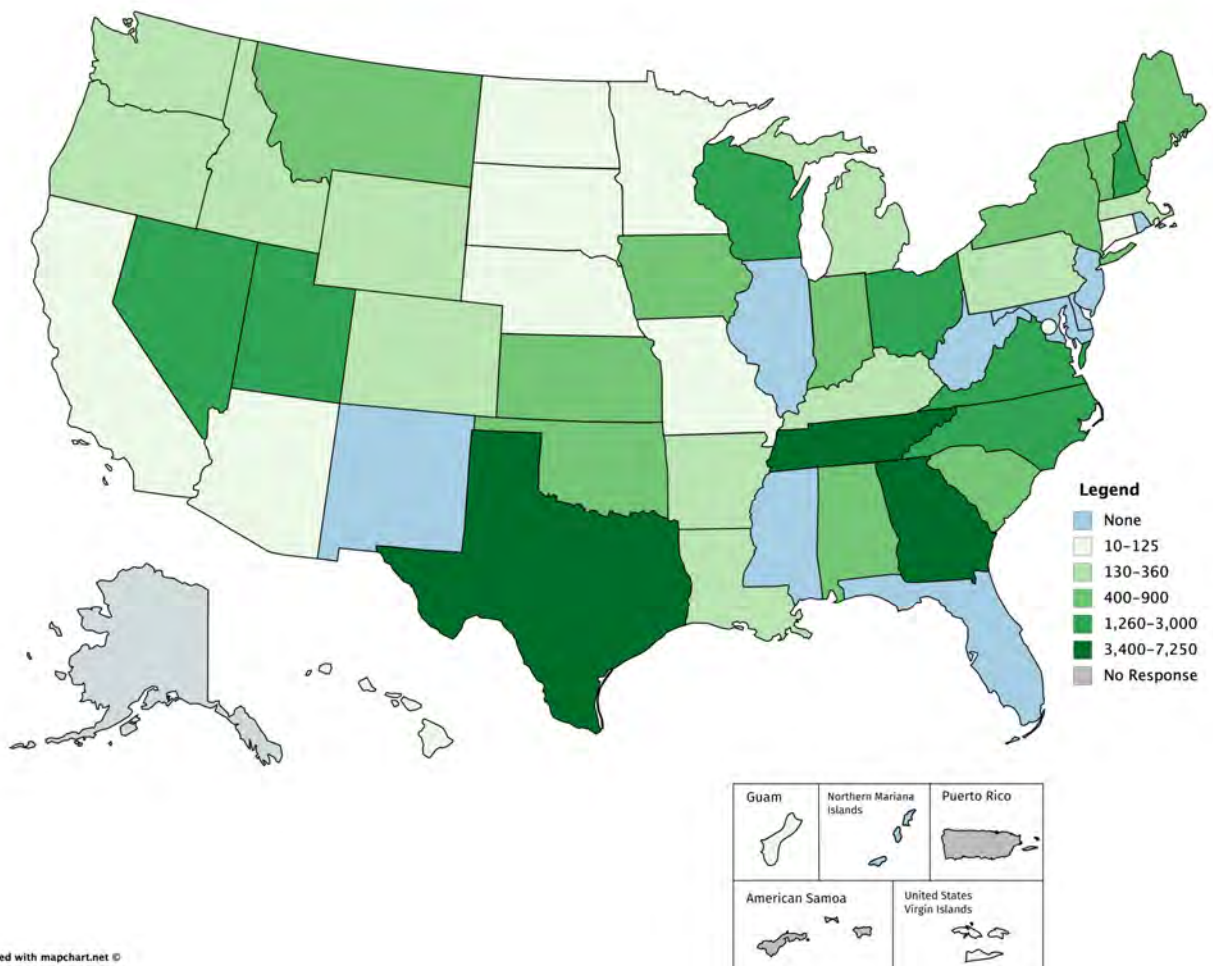 Legend
None
10-125
130-360
400-900
1,260-3,000
3,400-7,250
No Response
Guam
Northern Mariana
Islands
Puerto Rico
American Samoa
United States
Virgin Islands
ed with mapchart.net ©